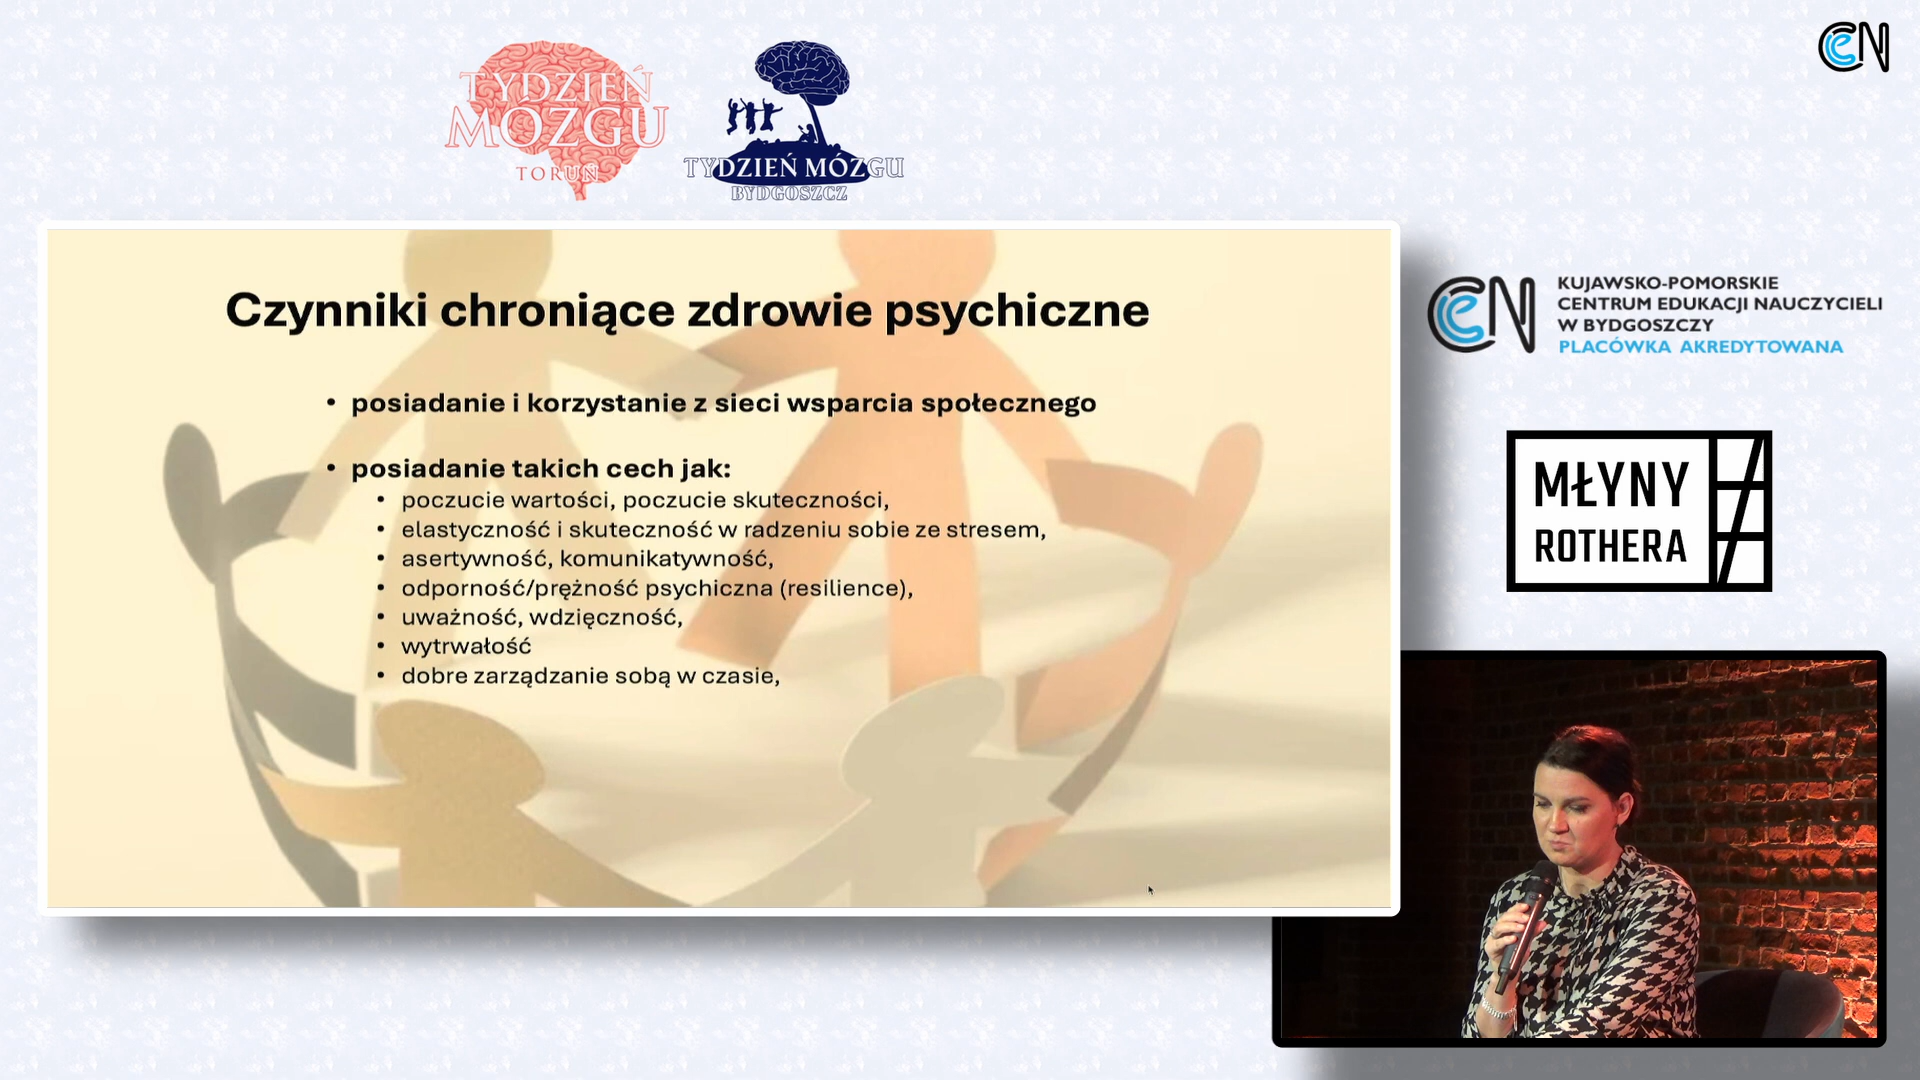 CEN
TYDZIEŃ
MÓZGU
TORUŃ
TYDZIEŃ MÓZGU
BYDGOSZCZ
Czynniki chroniące zdrowie psychiczne
• posiadanie i korzystanie z sieci wsparcia społecznego
• posiadanie takich cech jak:
• poczucie wartości, poczucie skuteczności,
• elastyczność i skuteczność w radzeniu sobie ze stresem,
• asertywność, komunikatywność,
• odporność/prężność psychiczna (resilience),
• uważność, wdzięczność,
• wytrwałość
• dobre zarządzanie sobą w czasie,
CEN
KUJAWSKO-POMORSKIE
CENTRUM EDUKACJI NAUCZYCIELI
W BYDGOSZCZY
PLACÓWKA AKREDYTOWANA
MŁYNY
ROTHERA